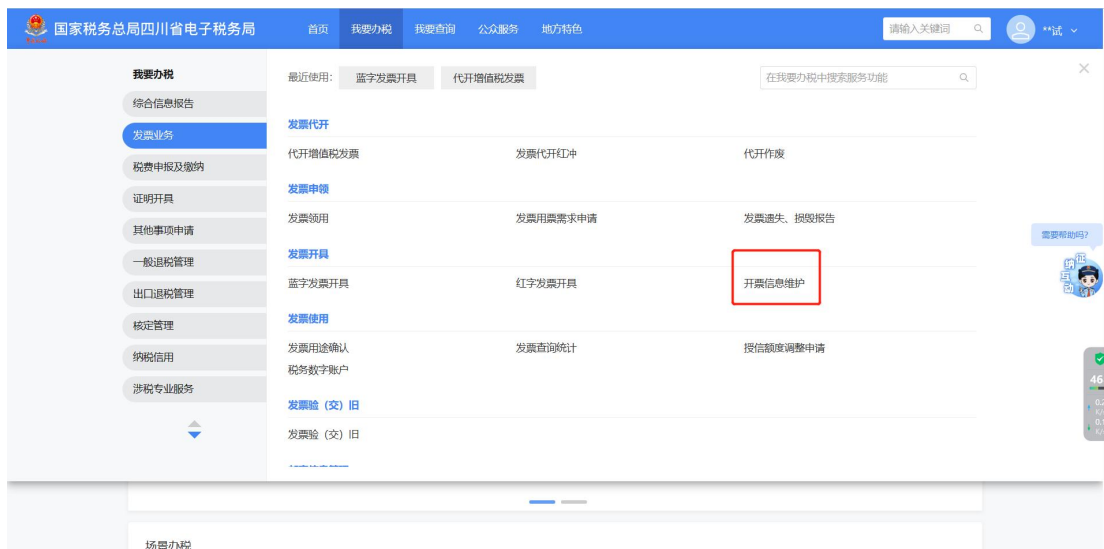 国家税务总局四川省电子税务局 首页 我要办税 我要查询 公众服务 地方特色 请输入关键词 **试
我要办税
综合信息报告
发票业务
税费申报及缴纳
证明开具
其他事项申请
一般退税管理
出口退税管理
核定管理
纳税信用
涉税专业服务
最近使用: 蓝字发票开具 代开增值税发票 在我要办税中搜索服务功能
发票代开
代开增值税发票 发票代开红冲 代开作废
发票申领
发票领用 发票用票需求申请 发票遗失、损毁报告
发票开具
蓝字发票开具 红字发票开具 开票信息维护
发票使用
发票用途确认 发票查询统计 授信额度调整申请
税务数字账户
发票验（交）旧
发票验（交）旧
需要帮助吗?
征纳互动
46
场景办税